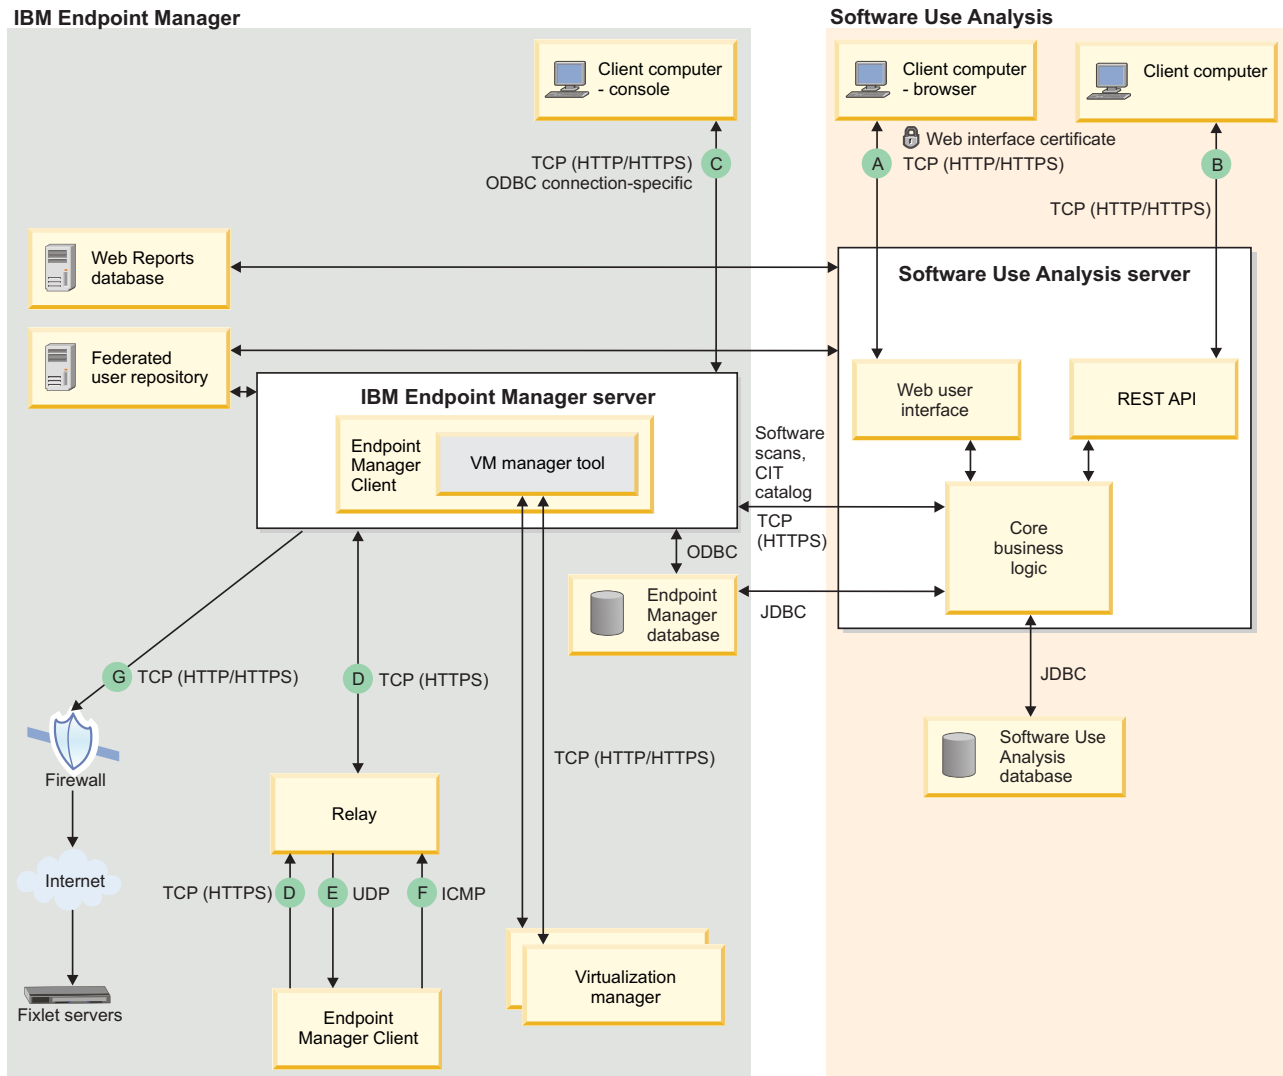 IBM Endpoint Manager
Software Use Analysis
Client computer
- console
Client computer
- browser
Client computer
Web interface certificate
TCP (HTTP/HTTPS)
ODBC connection-specific
C
A
TCP (HTTP/HTTPS)
B
TCP (HTTP/HTTPS)
Web Reports
database
Software Use Analysis server
Federated
user repository
IBM Endpoint Manager server
Endpoint
Manager
Client
VM manager tool
Web user
interface
REST API
Software
scans,
CIT
catalog
TCP
(HTTPS)
Core
business
logic
ODBC
Endpoint
Manager
database
JDBC
G
TCP (HTTP/HTTPS)
D
TCP (HTTPS)
JDBC
Firewall
TCP (HTTP/HTTPS)
Software Use
Analysis
database
Relay
Internet
TCP (HTTPS)
D
E
UDP
F
ICMP
Virtualization
manager
Fixlet servers
Endpoint
Manager Client